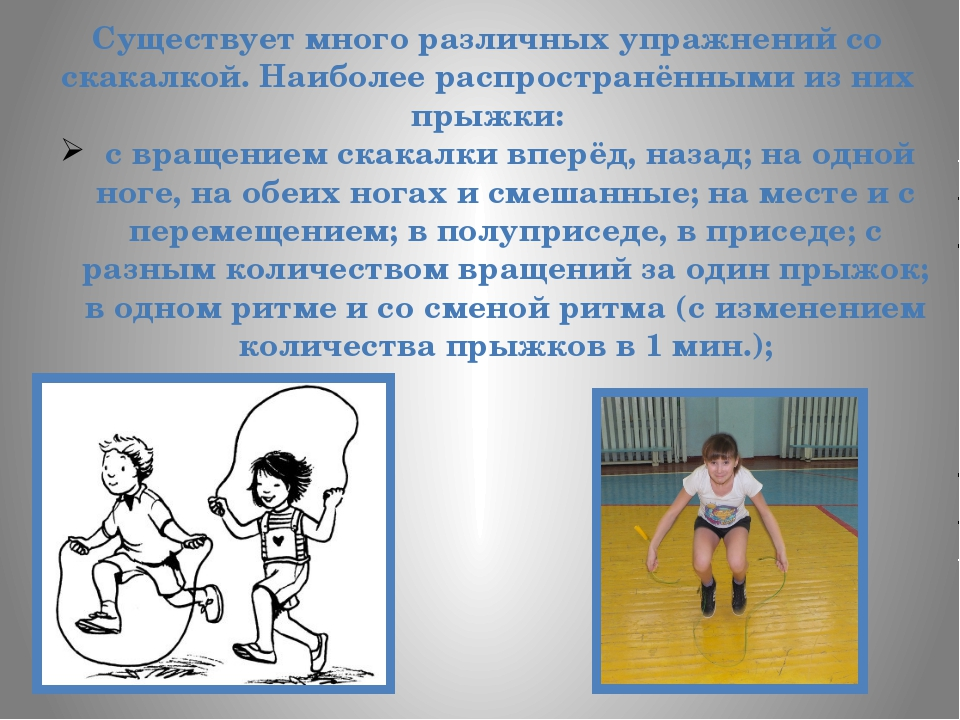 Существует много различных упражнений со
скакалкой. Наиболее распространёнными из них
прыжки:
с вращением скакалки вперёд, назад; на одной
ноге, на обеих ногах и смешанные; на месте и с
перемещением; в полуприседе, в приседе; с
разным количеством вращений за один прыжок;
в одном ритме и со сменой ритма (с изменением
количества прыжков в 1 мин.);